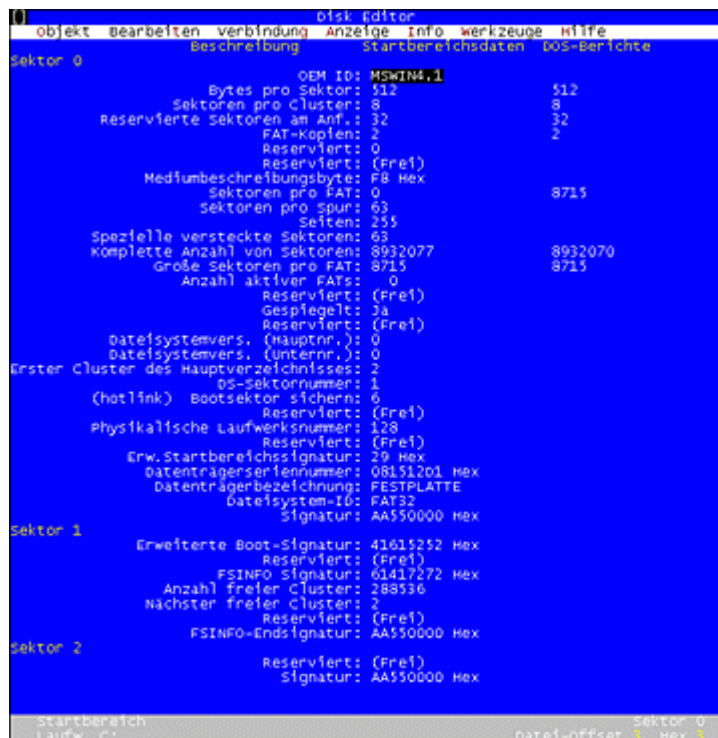 Disk Editor
Objekt Bearbeiten Verbindung Anzeige Info Werkzeuge Hilfe
Beschreibung Startbereichsdaten DOS-Berichte
Sektor 0
OEM ID: MSWIN4.1
Bytes pro Sektor: 512 512
Sektoren pro Cluster: 8 8
Reservierte Sektoren am Anf.: 32 32
FAT-Kopien: 2 2
Reserviert: 0
Reserviert: (Frei)
Mediumbeschreibungsbyte: F8 Hex
Sektoren pro FAT: 0 8715
Sektoren pro Spur: 63
Seiten: 255
Spezielle versteckte Sektoren: 63
Komplette Anzahl von Sektoren: 8932077 8932070
Große Sektoren pro FAT: 8715 8715
Anzahl aktiver FATs: 0
Reserviert: (Frei)
Gespiegelt: Ja
Reserviert: (Frei)
Dateisystemvers. (Hauptnr.): 0
Dateisystemvers. (Unternr.): 0
Erster Cluster des Hauptverzeichnisses: 2
DS-Sektornummer: 1
(hotlink) Bootsektor sichern: 6
Reserviert: (Frei)
Physikalische Laufwerksnummer: 128
Reserviert: (Frei)
Erw.Startbereichssignatur: 29 Hex
Datenträgerseriennummer: 081512D1 Hex
Datenträgerbezeichnung: FESTPLATTE
Dateisystem-ID: FAT32
Signatur: AA550000 Hex
Sektor 1
Erweiterte Boot-Signatur: 41615252 Hex
Reserviert: (Frei)
FSINFO Signatur: 61417272 Hex
Anzahl freier Cluster: 288536
Nächster freier Cluster: 2
Reserviert: (Frei)
FSINFO-Endsignatur: AA550000 Hex
Sektor 2
Reserviert: (Frei)
Signatur: AA550000 Hex
Startbereich Sektor 0
Laufw. C: Datei-Offset 3, Hex 3